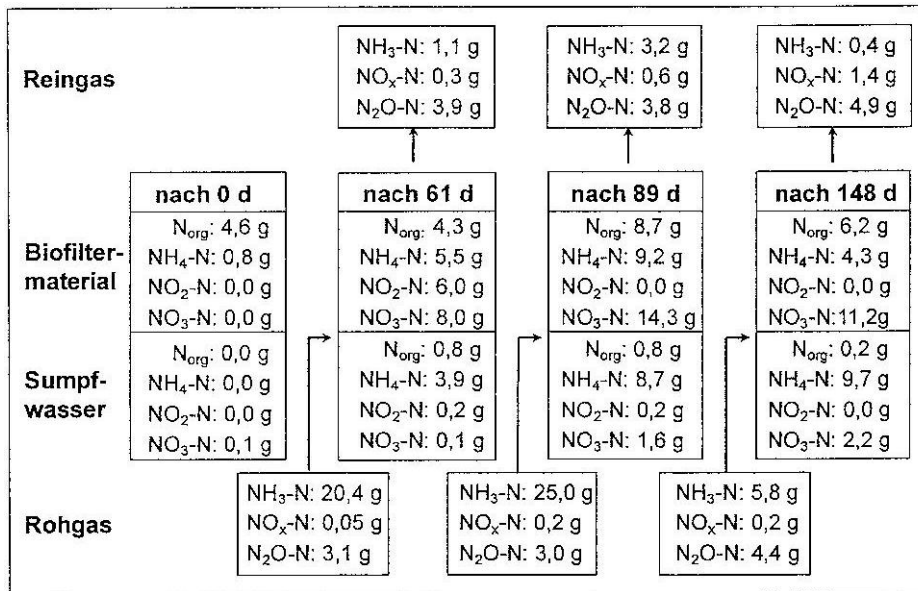 Reingas
NH₃-N: 1,1 g
NOₓ-N: 0,3 g
N₂O-N: 3,9 g
NH₃-N: 3,2 g
NOₓ-N: 0,6 g
N₂O-N: 3,8 g
NH₃-N: 0,4 g
NOₓ-N: 1,4 g
N₂O-N: 4,9 g
nach 0 d
nach 61 d
nach 89 d
nach 148 d
Biofilter-
material
N_org: 4,6 g
NH₄-N: 0,8 g
NO₂-N: 0,0 g
NO₃-N: 0,0 g
N_org: 4,3 g
NH₄-N: 5,5 g
NO₂-N: 6,0 g
NO₃-N: 8,0 g
N_org: 8,7 g
NH₄-N: 9,2 g
NO₂-N: 0,0 g
NO₃-N: 14,3 g
N_org: 6,2 g
NH₄-N: 4,3 g
NO₂-N: 0,0 g
NO₃-N: 11,2g
Sumpf-
wasser
N_org: 0,0 g
NH₄-N: 0,0 g
NO₂-N: 0,0 g
NO₃-N: 0,1 g
N_org: 0,8 g
NH₄-N: 3,9 g
NO₂-N: 0,2 g
NO₃-N: 0,1 g
N_org: 0,8 g
NH₄-N: 8,7 g
NO₂-N: 0,2 g
NO₃-N: 1,6 g
N_org: 0,2 g
NH₄-N: 9,7 g
NO₂-N: 0,0 g
NO₃-N: 2,2 g
Rohgas
NH₃-N: 20,4 g
NOₓ-N: 0,05 g
N₂O-N: 3,1 g
NH₃-N: 25,0 g
NOₓ-N: 0,2 g
N₂O-N: 3,0 g
NH₃-N: 5,8 g
NOₓ-N: 0,2 g
N₂O-N: 4,4 g